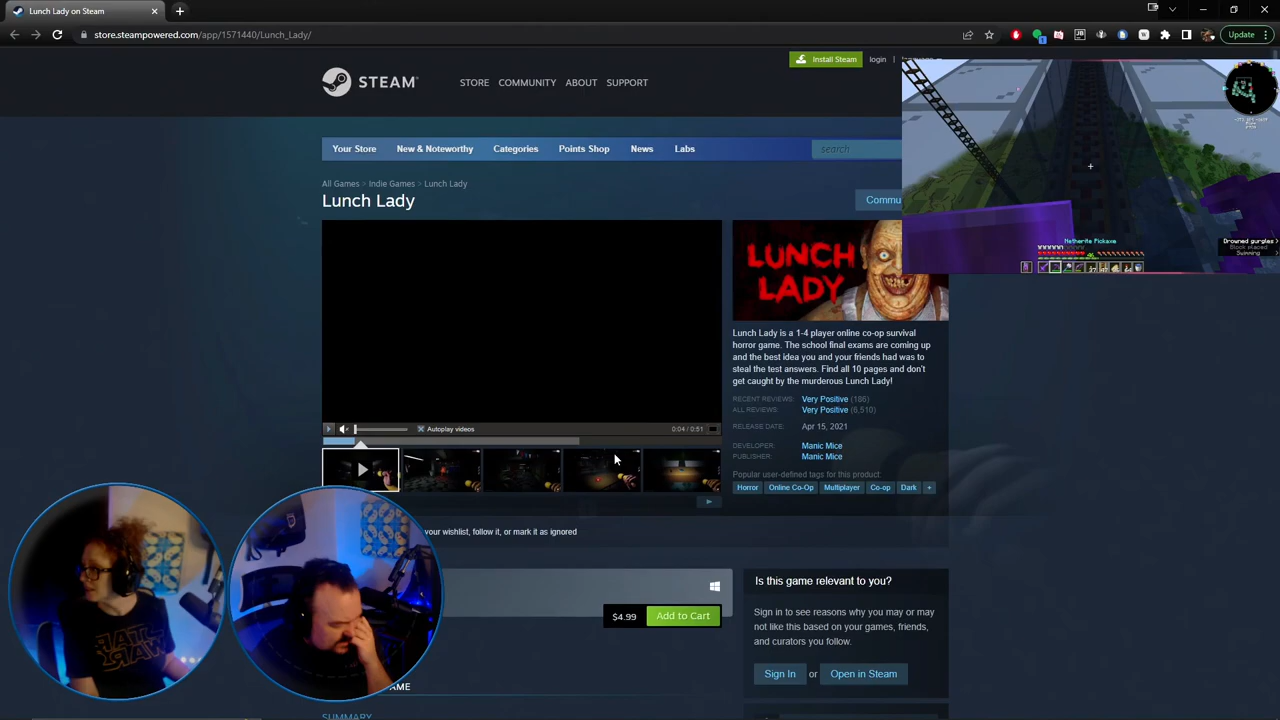 Lunch Lady on Steam
store.steampowered.com/app/1571440/Lunch_Lady/
Update
Install Steam
login
STEAM
STORE
COMMUNITY
ABOUT
SUPPORT
Your Store
New & Noteworthy
Categories
Points Shop
News
Labs
search
All Games > Indie Games > Lunch Lady
Lunch Lady
Commu
LUNCH
LADY
Lunch Lady is a 1-4 player online co-op survival
horror game. The school final exams are coming up
and the best idea you and your friends had was to
steal the test answers. Find all 10 pages and don't
get caught by the murderous Lunch Lady!
RECENT REVIEWS: Very Positive (186)
ALL REVIEWS: Very Positive (6,510)
RELEASE DATE: Apr 15, 2021
DEVELOPER: Manic Mice
PUBLISHER: Manic Mice
Popular user-defined tags for this product:
Horror
Online Co-Op
Multiplayer
Co-op
Dark
+
Autoplay videos
0:04 / 0:51
your wishlist, follow it, or mark it as ignored
$4.99
Add to Cart
Is this game relevant to you?
Sign in to see reasons why you may or may
not like this based on your games, friends,
and curators you follow.
Sign In or Open in Steam
AME
SUMMARY
Netherite Pickaxe
Drowned gurgles >
Block placed
Swimming >